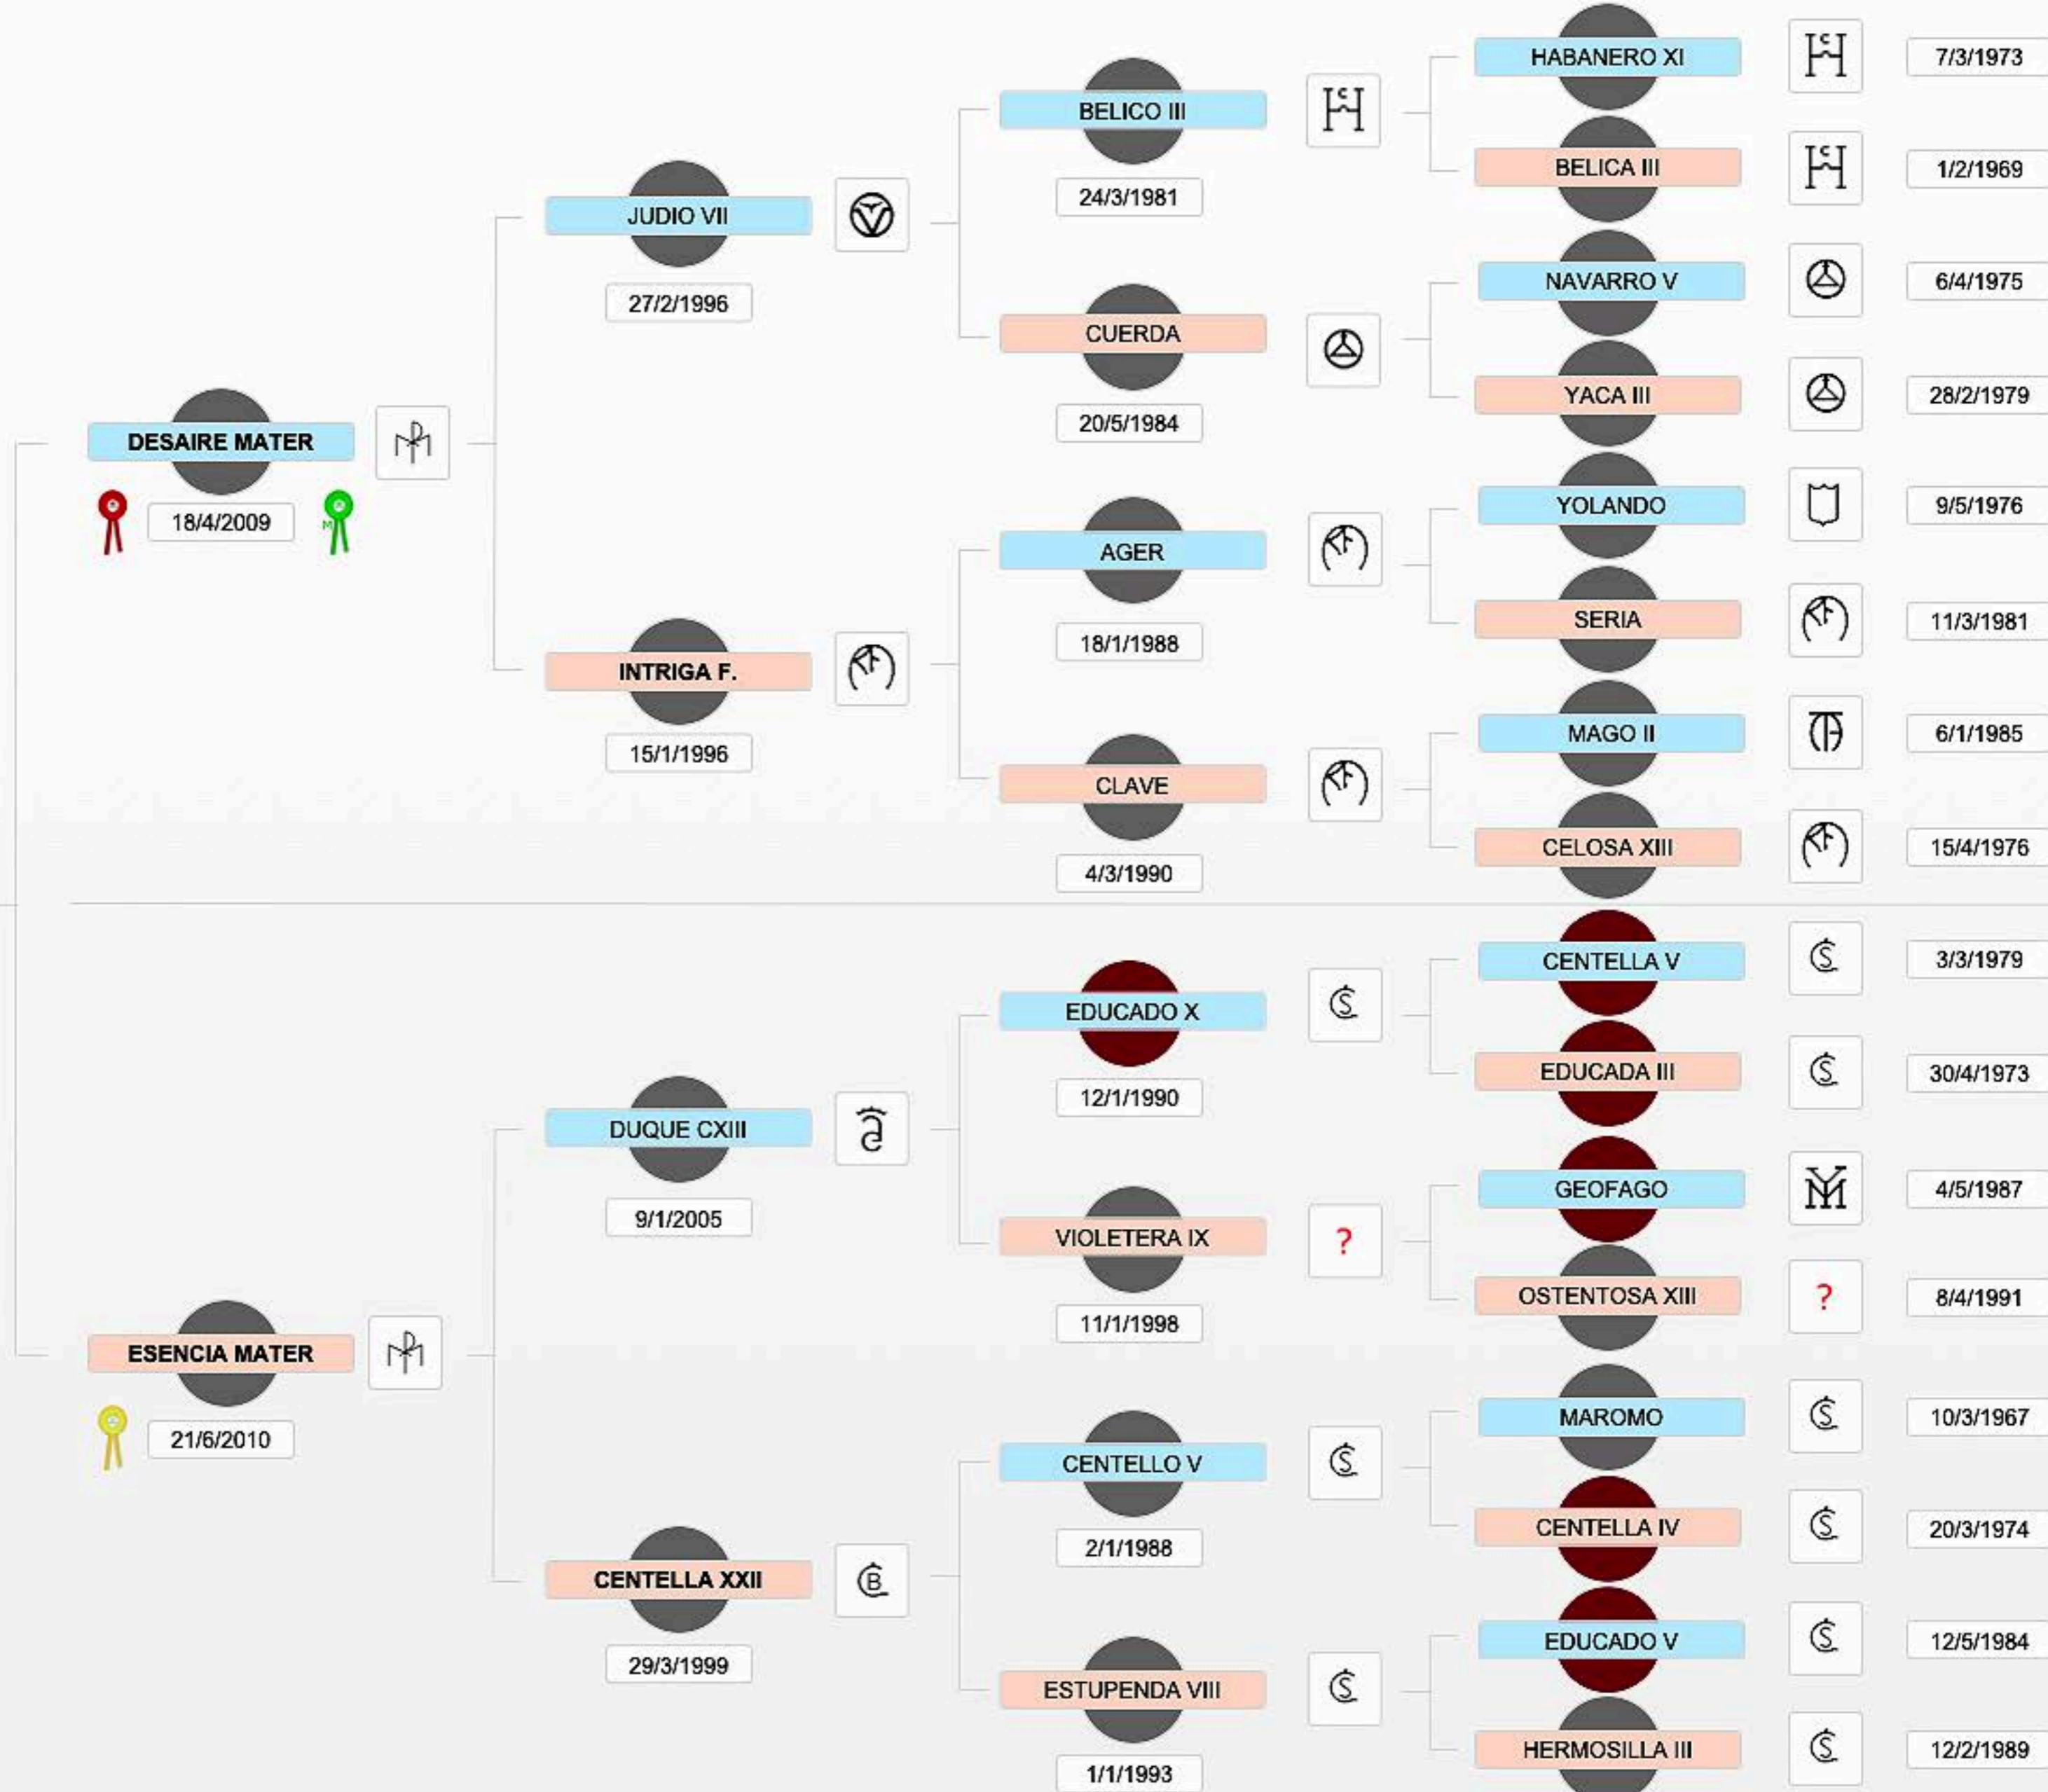 HABANERO XI
7/3/1973
BELICO III
24/3/1981
BELICA III
1/2/1969
JUDIO VII
27/2/1996
NAVARRO V
6/4/1975
CUERDA
20/5/1984
YACA III
28/2/1979
DESAIRE MATER
18/4/2009
YOLANDO
9/5/1976
AGER
18/1/1988
SERIA
11/3/1981
INTRIGA F.
15/1/1996
MAGO II
6/1/1985
CLAVE
4/3/1990
CELOSA XIII
15/4/1976
CENTELLA V
3/3/1979
EDUCADO X
12/1/1990
EDUCADA III
30/4/1973
DUQUE CXIII
9/1/2005
GEOFAGO
4/5/1987
VIOLETERA IX
?
11/1/1998
OSTENTOSA XIII
?
8/4/1991
ESENCIA MATER
21/6/2010
MAROMO
10/3/1967
CENTELLO V
2/1/1988
CENTELLA IV
20/3/1974
CENTELLA XXII
29/3/1999
EDUCADO V
12/5/1984
ESTUPENDA VIII
1/1/1993
HERMOSILLA III
12/2/1989